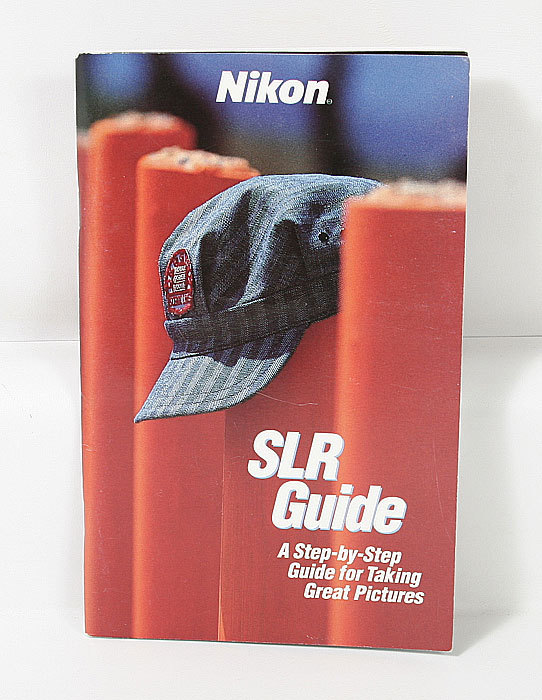 Nikon®
SLR
Guide
A Step-by-Step
Guide for Taking
Great Pictures